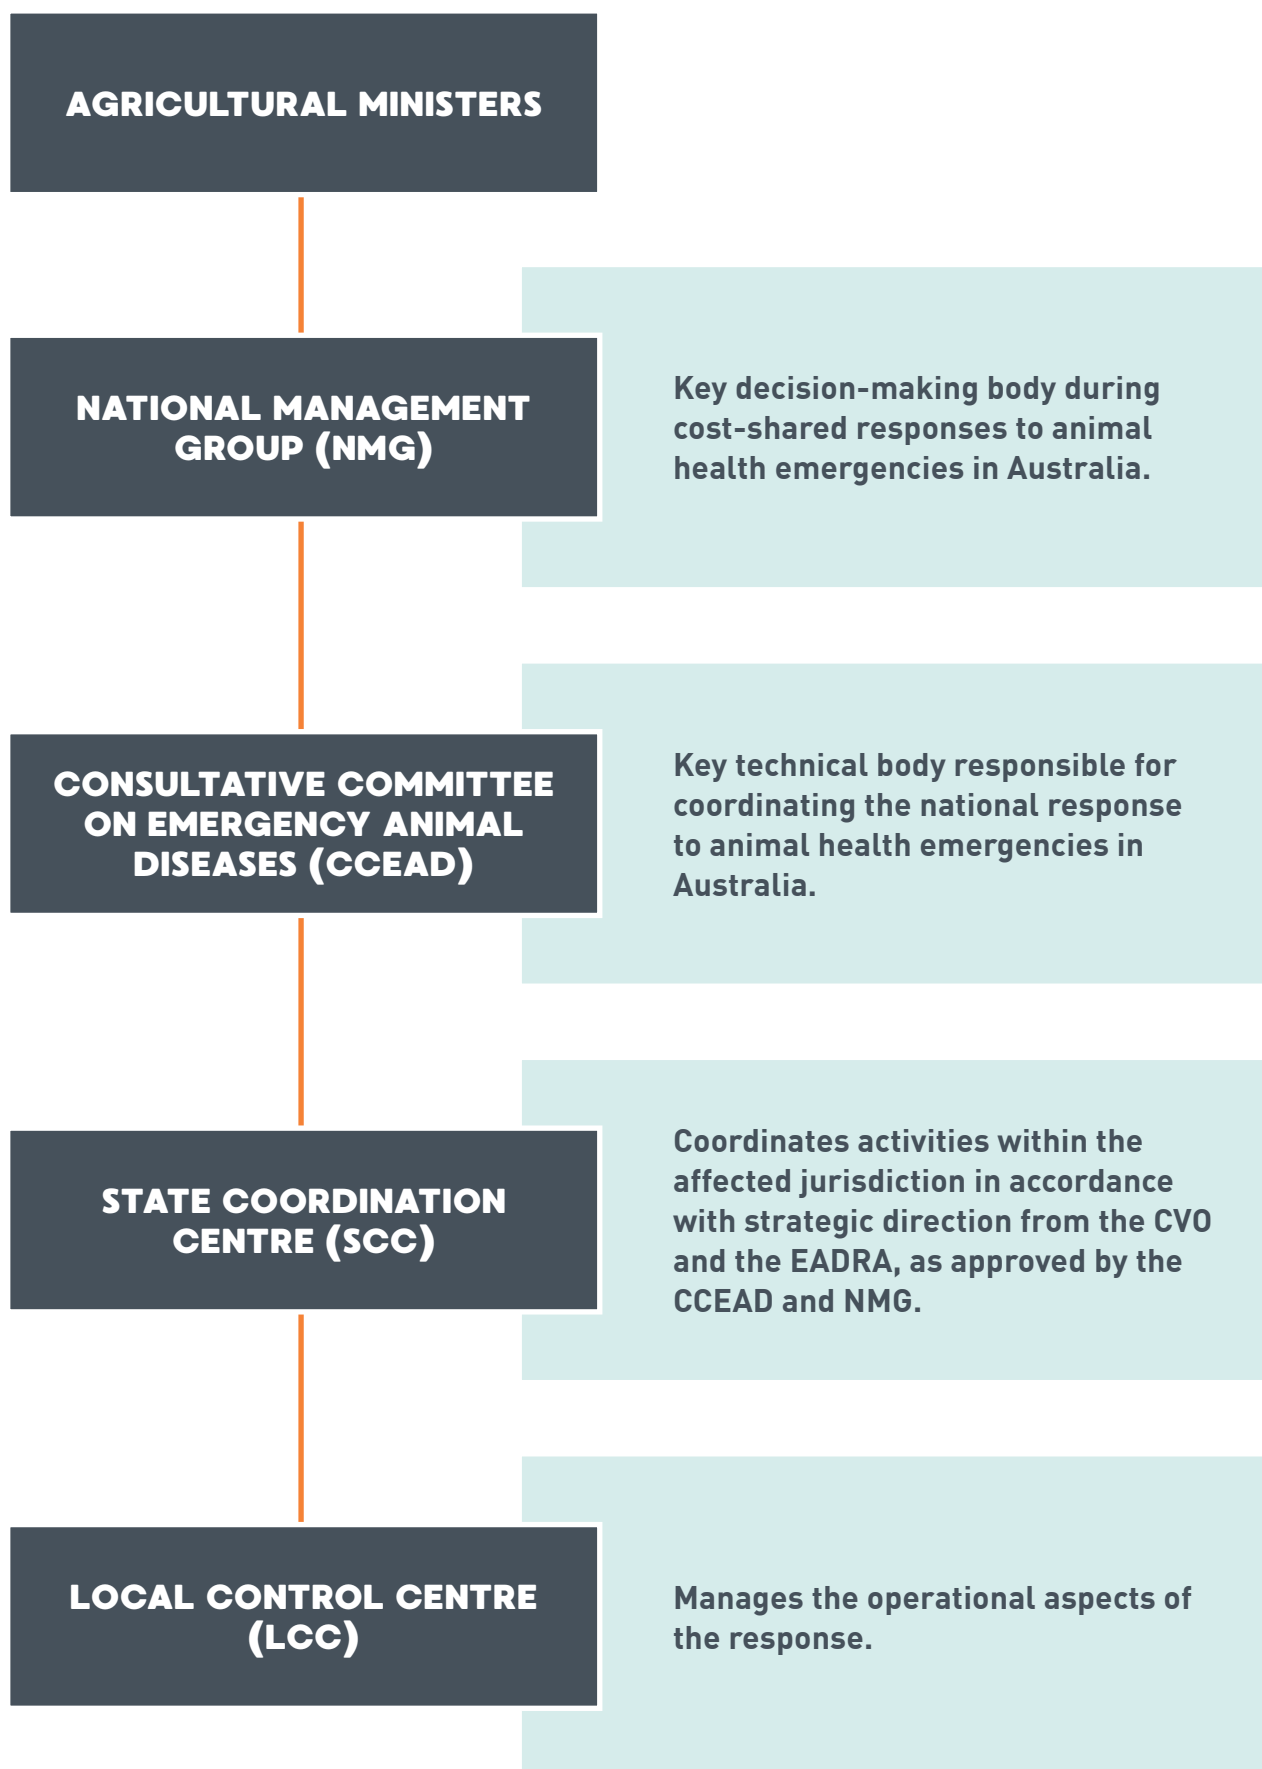 AGRICULTURAL MINISTERS
NATIONAL MANAGEMENT
GROUP (NMG)
Key decision-making body during
cost-shared responses to animal
health emergencies in Australia.
CONSULTATIVE COMMITTEE
ON EMERGENCY ANIMAL
DISEASES (CCEAD)
Key technical body responsible for
coordinating the national response
to animal health emergencies in
Australia.
STATE COORDINATION
CENTRE (SCC)
Coordinates activities within the
affected jurisdiction in accordance
with strategic direction from the CVO
and the EADRA, as approved by the
CCEAD and NMG.
LOCAL CONTROL CENTRE
(LCC)
Manages the operational aspects of
the response.